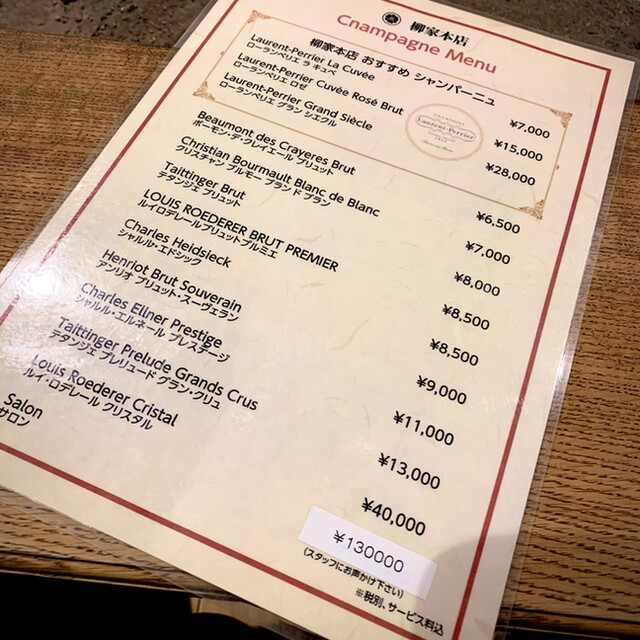 柳家本店
Cnampagne Menu
柳家本店 おすすめ シャンパーニュ
Laurent-Perrier La Cuvée ¥7,000
ローランペリエ ラ キュベ
Laurent-Perrier Cuvée Rosé Brut ¥15,000
ローランペリエ ロゼ
Laurent-Perrier Grand Siècle ¥28,000
ローランペリエ グラン シエクル
Laurent-Perrier
Beaumont des Crayeres Brut ¥6,500
ボーモン・デ・クレイエール ブリュット
Christian Bourmault Blanc de Blanc ¥7,000
クリスチャン ブルモー ブランド ブラン
Taittinger Brut ¥8,000
テタンジェ ブリュット
LOUIS ROEDERER BRUT PREMIER ¥8,500
ルイロデレールブリュットプルミエ
Charles Heidsieck ¥8,500
シャルル・エドシック
Henriot Brut Souverain ¥9,000
アンリオ ブリュット・スーヴェラン
Charles Ellner Prestige ¥11,000
シャルル・エルネール プレステージ
Taittinger Prelude Grands Crus ¥13,000
テタンジェ プレリュード グラン・クリュ
Louis Roederer Cristal ¥40,000
ルイ・ロデレール クリスタル
Salon ¥130000
サロン
(スタッフにお声かけ下さい)
※税別、サービス料込